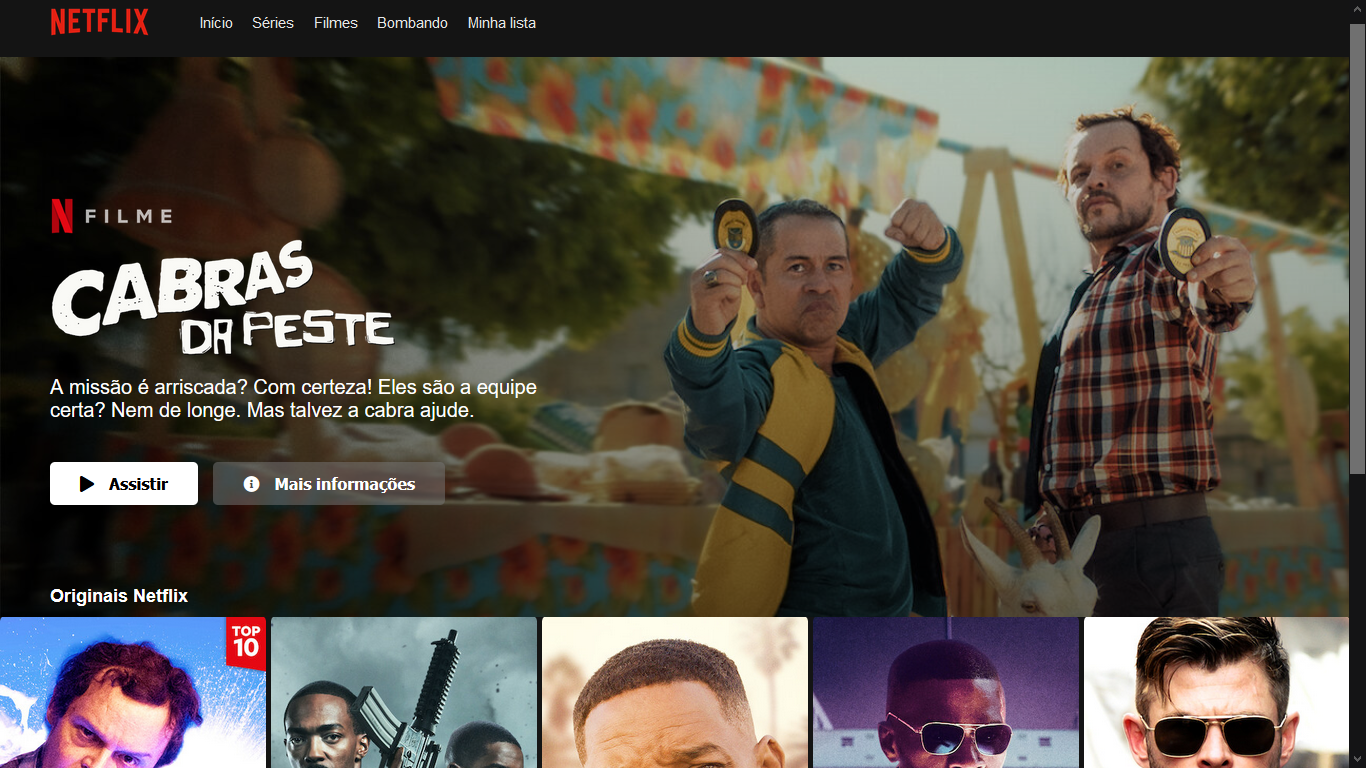 NETFLIX
Início Séries Filmes Bombando Minha lista
N FILME
CABRAS
DA PESTE
A missão é arriscada? Com certeza! Eles são a equipe
certa? Nem de longe. Mas talvez a cabra ajude.
Assistir Mais informações
Originais Netflix
TOP
10